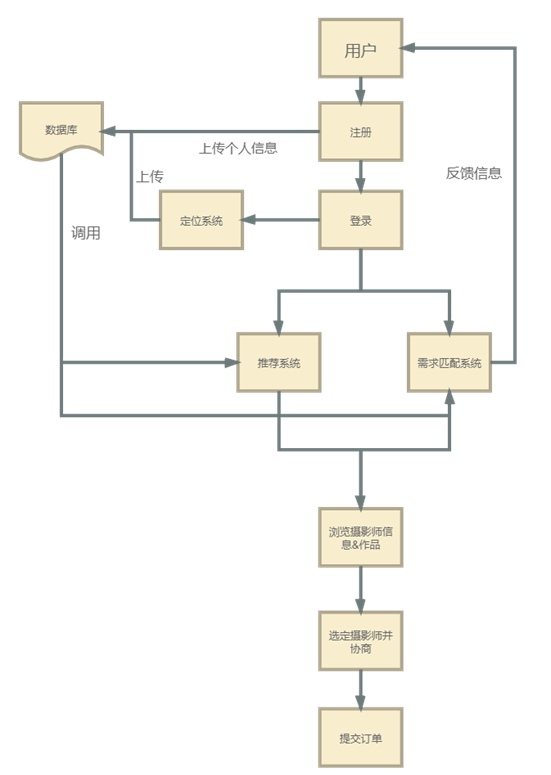 用户
数据库
注册
上传个人信息
上传
反馈信息
定位系统
登录
调用
推荐系统
需求匹配系统
浏览摄影师信
息&作品
选定摄影师并
协商
提交订单